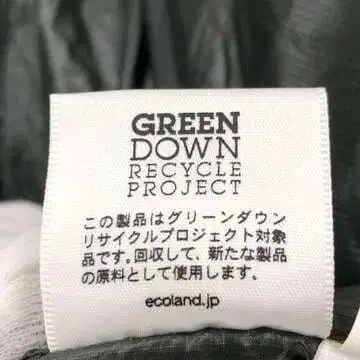 GREEN
DOWN
RECYCLE
PROJECT
この製品はグリーンダウン
リサイクルプロジェクト対象
品です。回収して、新たな製品
の原料として使用します。
ecoland.jp